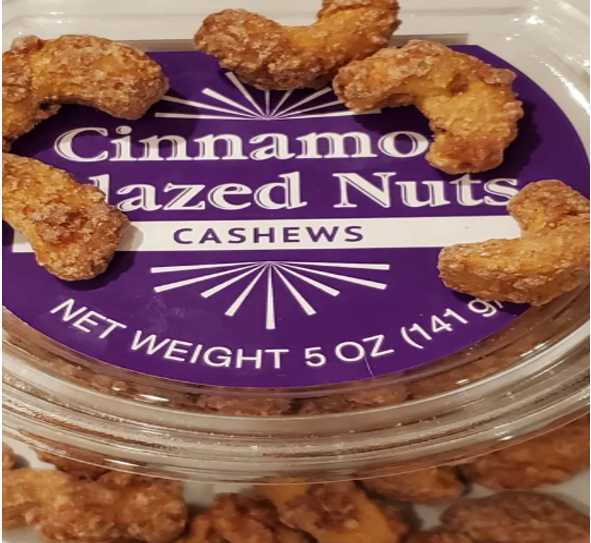 Cinnamo
lazed Nuts
CASHEWS
NET WEIGHT 5 OZ (141 g